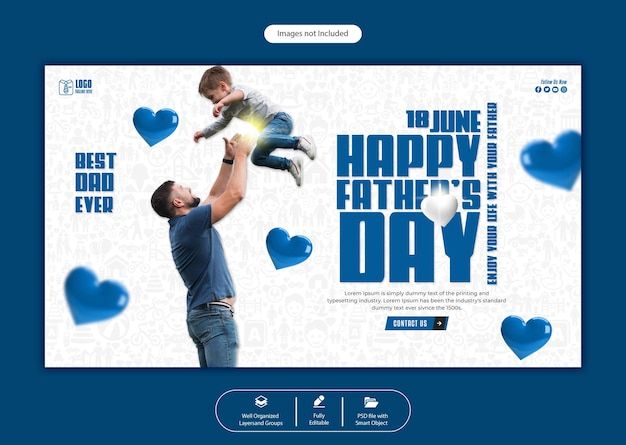 Images not Included
LOGO
TAGLINE HERE
Follow Us Now
BEST
DAD
EVER
18 JUNE
HAPPY
FATHER'S
DAY
ENJOY YOUR LIFE WITH YOUR FATHER
Lorem Ipsum is simply dummy text of the printing and
typesetting industry. Lorem Ipsum has been the industry's
standard dummy text ever since the 1500s.
CONTACT US
Well Organized
Layersand Groups
Fully
Editable
PSD file with
Smart Object